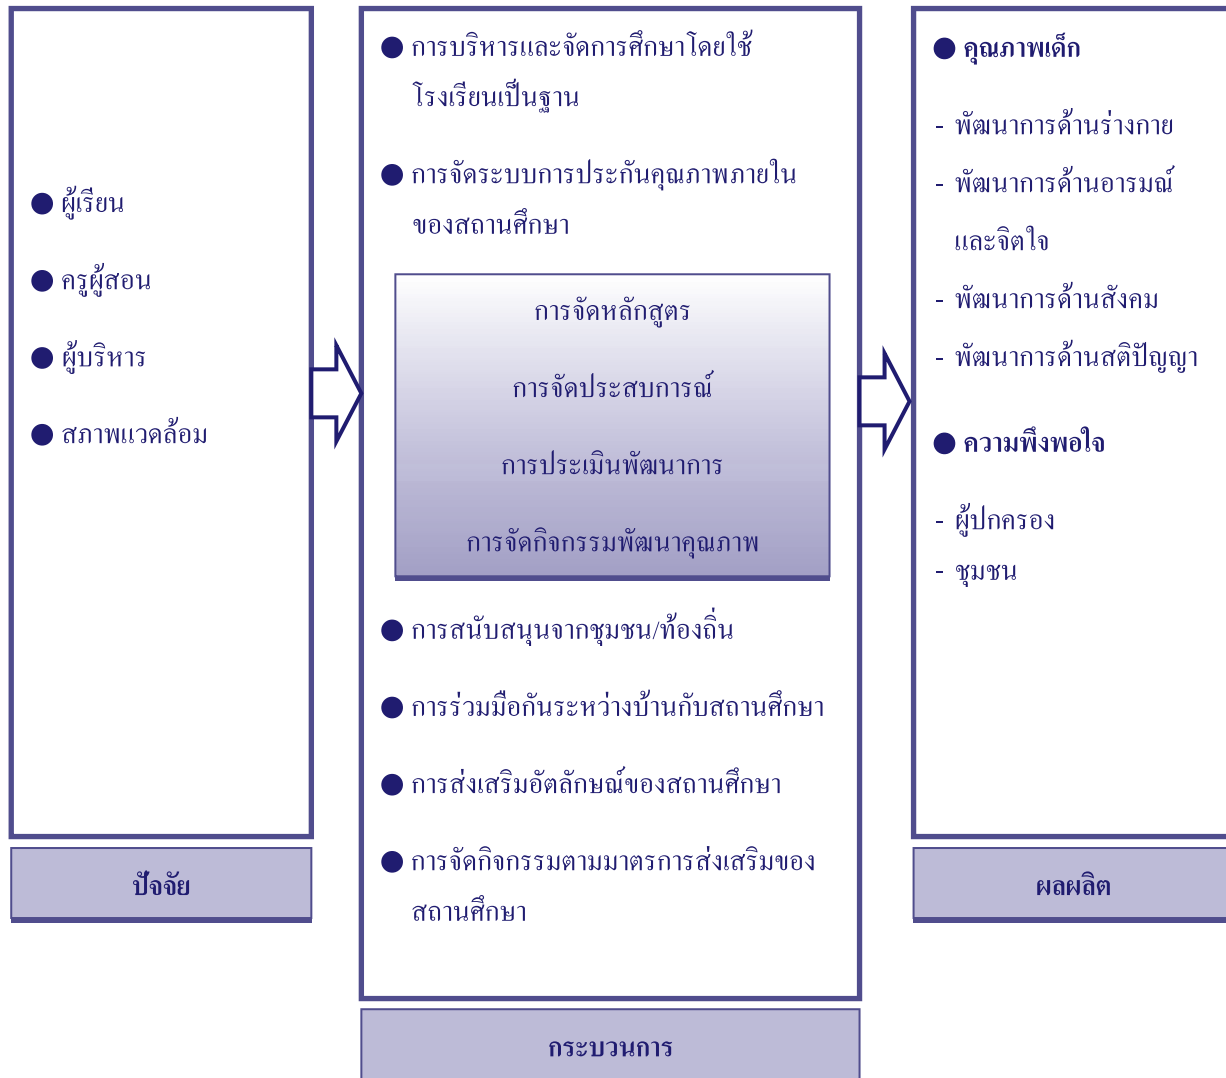 ● ผู้เรียน
● ครูผู้สอน
● ผู้บริหาร
● สภาพแวดล้อม
ปัจจัย
● การบริหารและจัดการศึกษาโดยใช้
โรงเรียนเป็นฐาน
● การจัดระบบการประกันคุณภาพภายใน
ของสถานศึกษา
การจัดหลักสูตร
การจัดประสบการณ์
การประเมินพัฒนาการ
การจัดกิจกรรมพัฒนาคุณภาพ
● การสนับสนุนจากชุมชน/ท้องถิ่น
● การร่วมมือกันระหว่างบ้านกับสถานศึกษา
● การส่งเสริมอัตลักษณ์ของสถานศึกษา
● การจัดกิจกรรมตามมาตรการส่งเสริมของ
สถานศึกษา
กระบวนการ
● คุณภาพเด็ก
- พัฒนาการด้านร่างกาย
- พัฒนาการด้านอารมณ์
และจิตใจ
- พัฒนาการด้านสังคม
- พัฒนาการด้านสติปัญญา
● ความพึงพอใจ
- ผู้ปกครอง
- ชุมชน
ผลผลิต